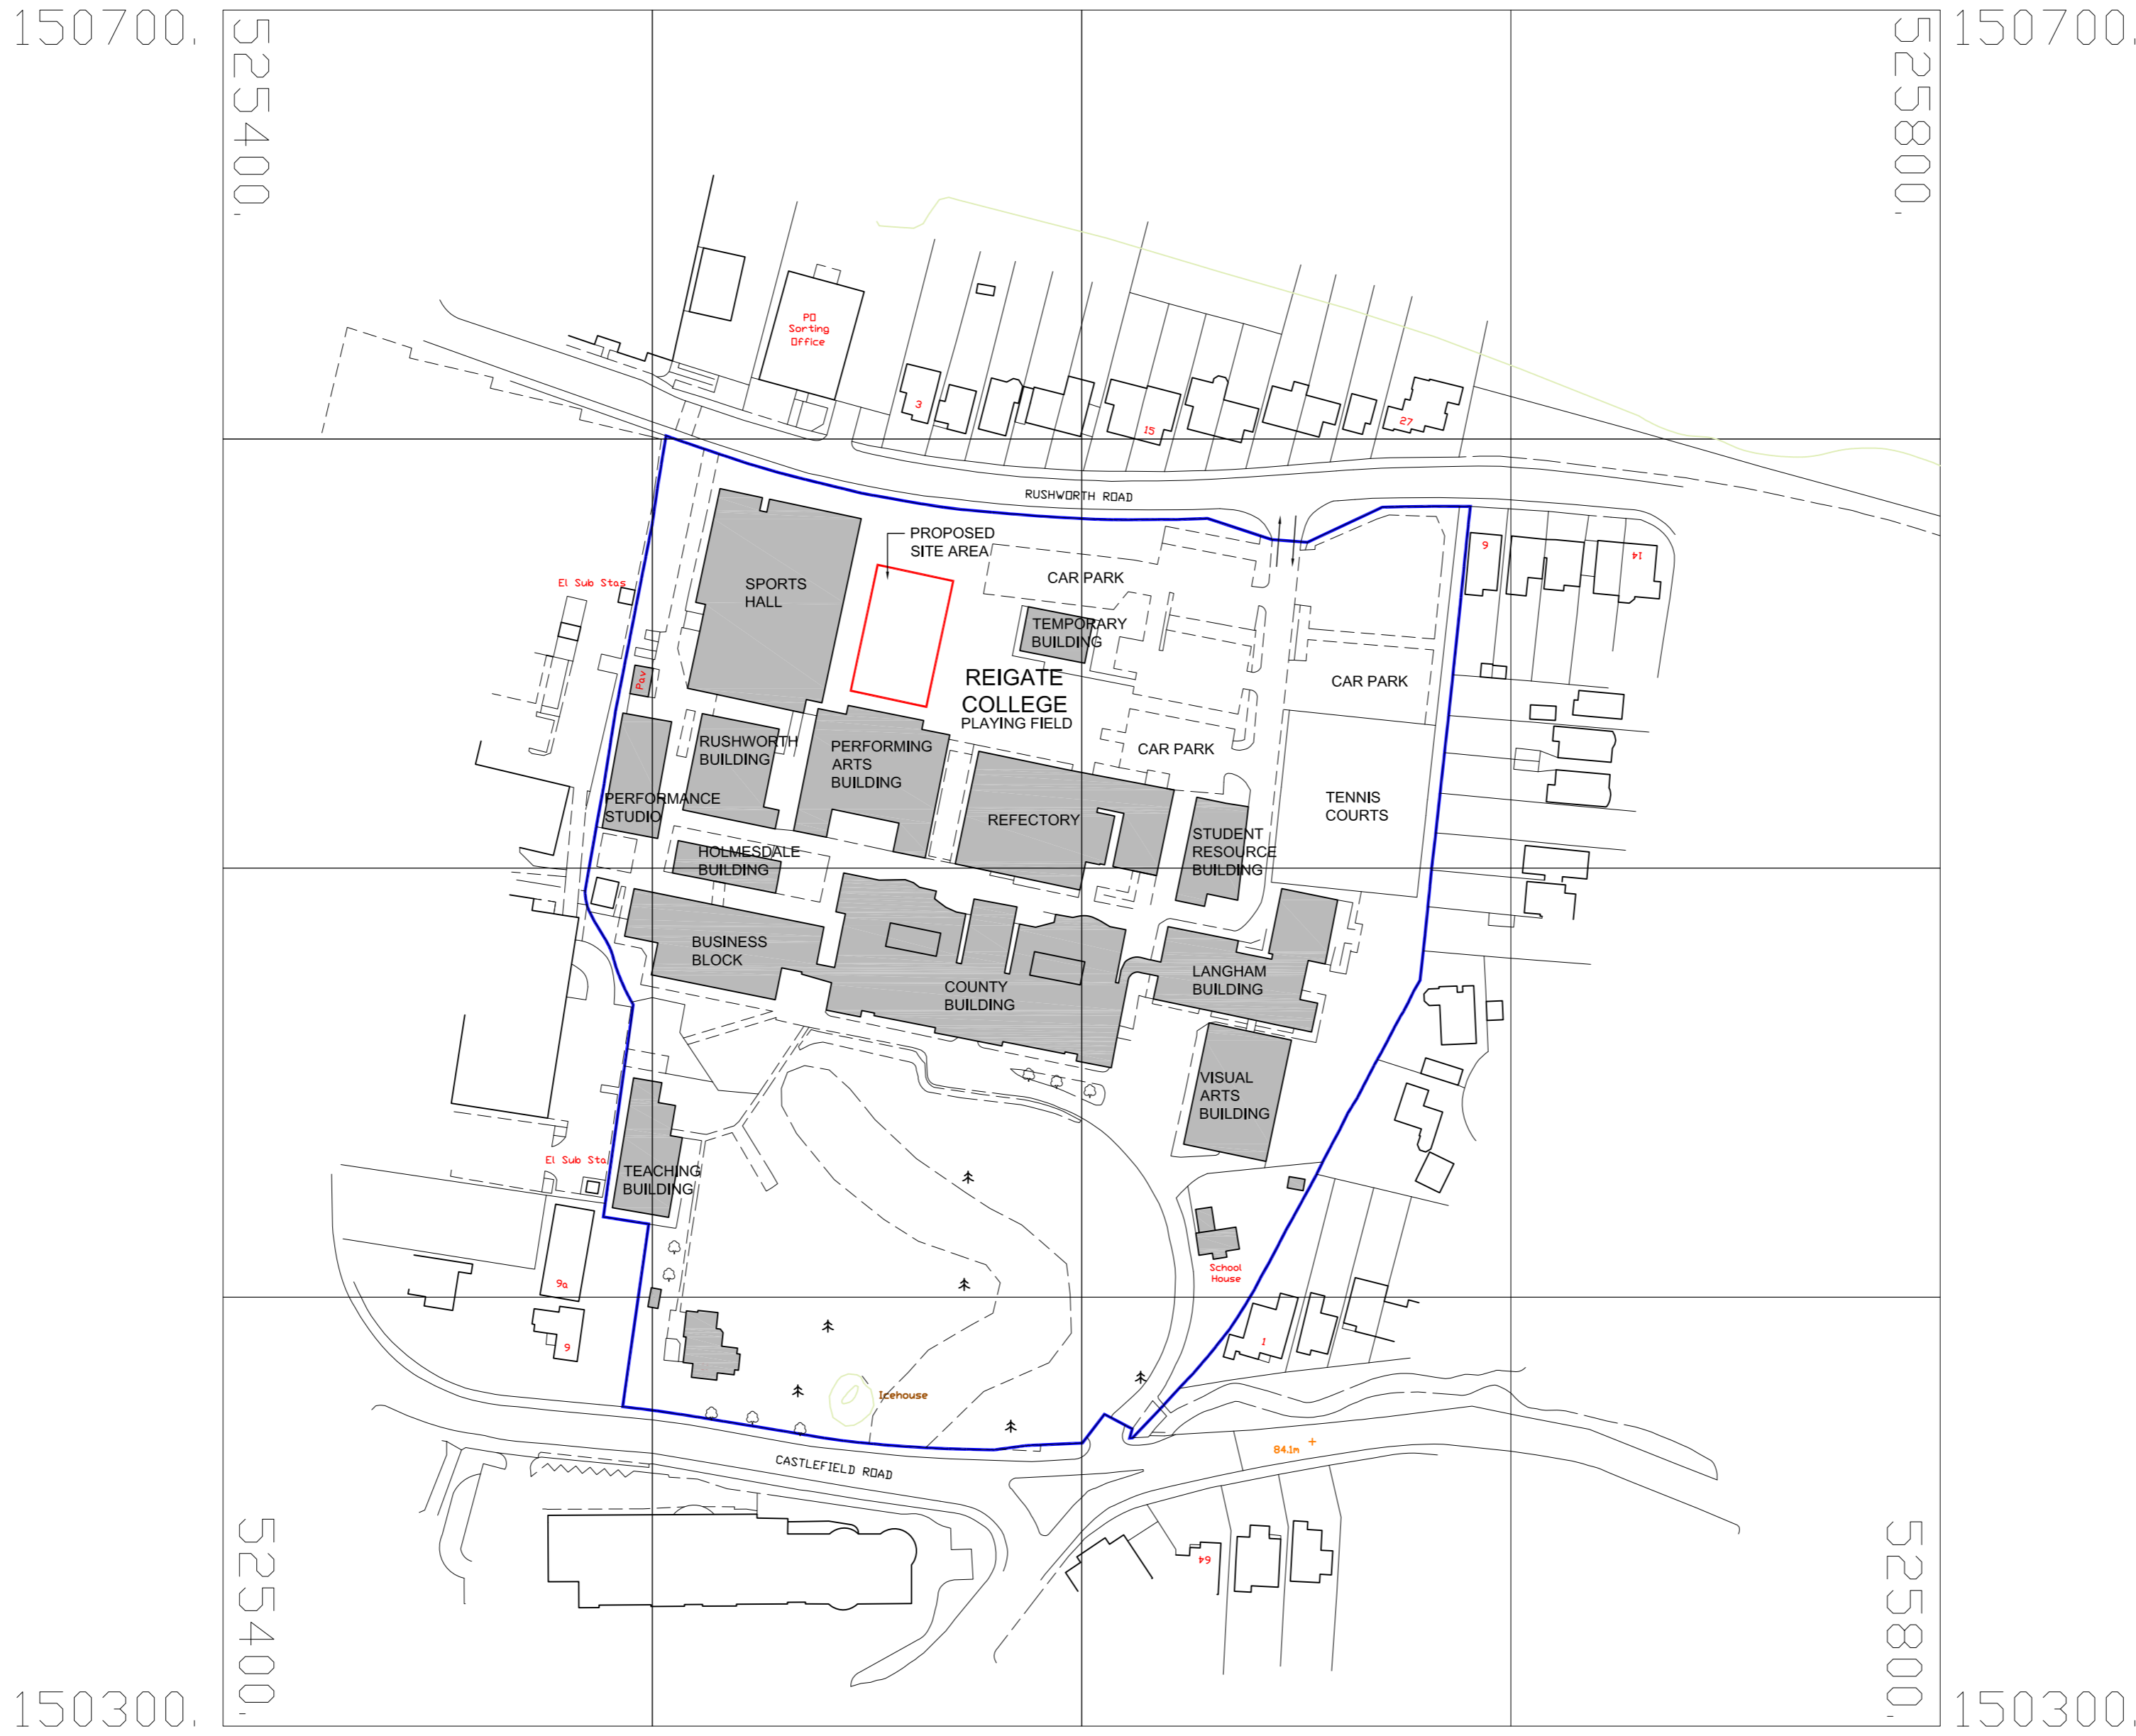 150700.
525400.
525800.
150700.
PO
Sorting
Office
3
15
27
RUSHWORTH ROAD
PROPOSED
SITE AREA
El Sub Stas
SPORTS
HALL
CAR PARK
TEMPORARY
BUILDING
9
14
Pav
REIGATE
COLLEGE
PLAYING FIELD
CAR PARK
RUSHWORTH
BUILDING
PERFORMING
ARTS
BUILDING
CAR PARK
PERFORMANCE
STUDIO
REFECTORY
TENNIS
COURTS
STUDENT
RESOURCE
BUILDING
HOLMESDALE
BUILDING
BUSINESS
BLOCK
COUNTY
BUILDING
LANGHAM
BUILDING
VISUAL
ARTS
BUILDING
El Sub Sta
TEACHING
BUILDING
School
House
9a
9
1
Icehouse
84.1m
CASTLEFIELD ROAD
64
525400.
525800.
150300.
150300.